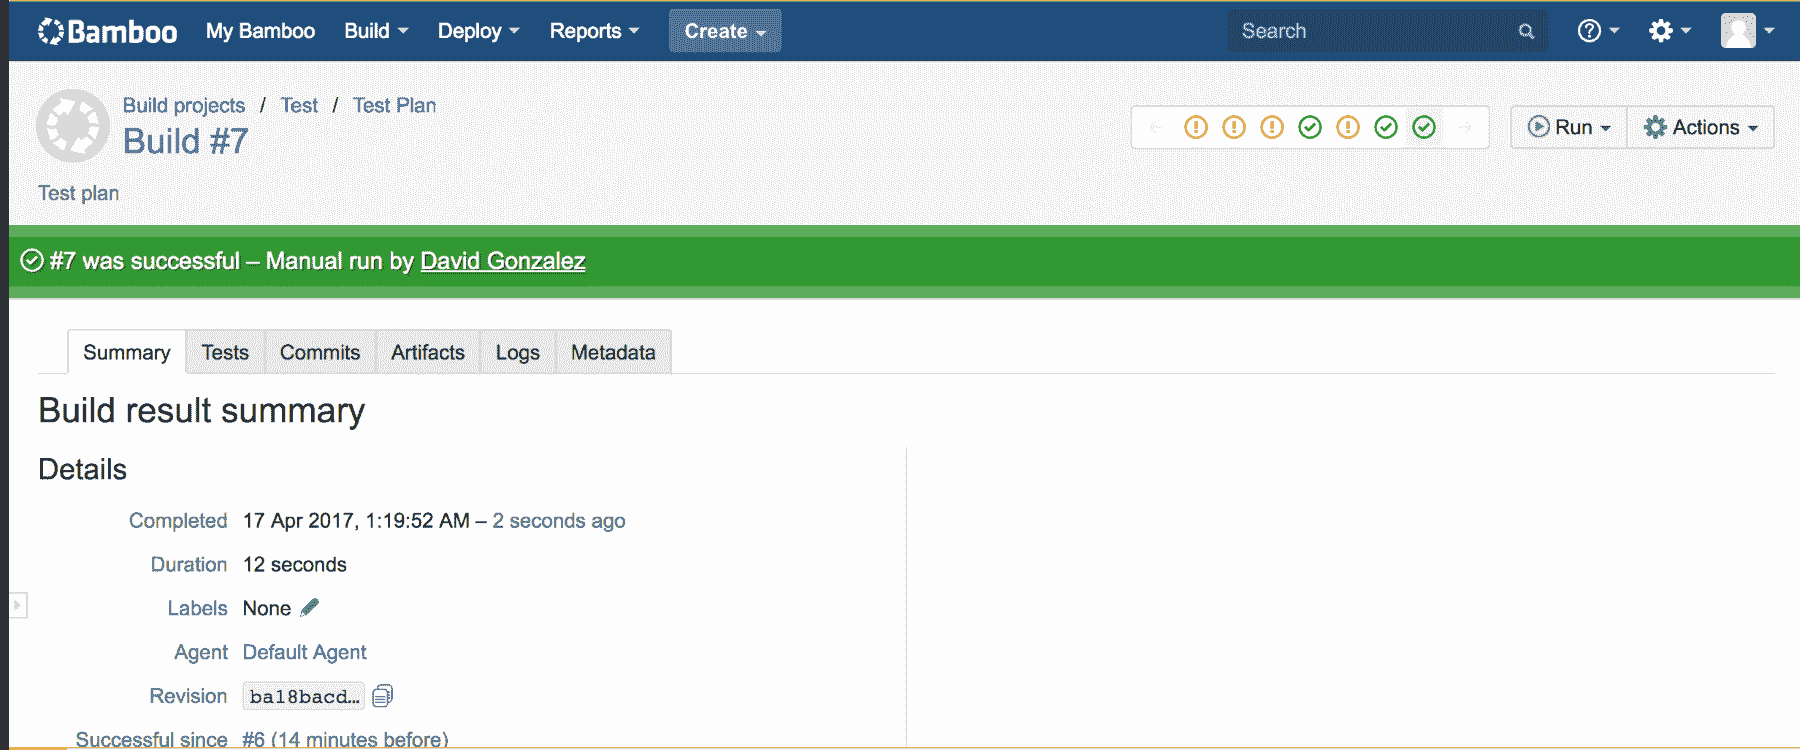 Bamboo My Bamboo Build Deploy Reports Create Search
Build projects / Test / Test Plan
Build #7
Run Actions
Test plan
#7 was successful – Manual run by David Gonzalez
Summary Tests Commits Artifacts Logs Metadata
Build result summary
Details
Completed 17 Apr 2017, 1:19:52 AM – 2 seconds ago
Duration 12 seconds
Labels None
Agent Default Agent
Revision ba18bacd…
Successful since #6 (14 minutes before)